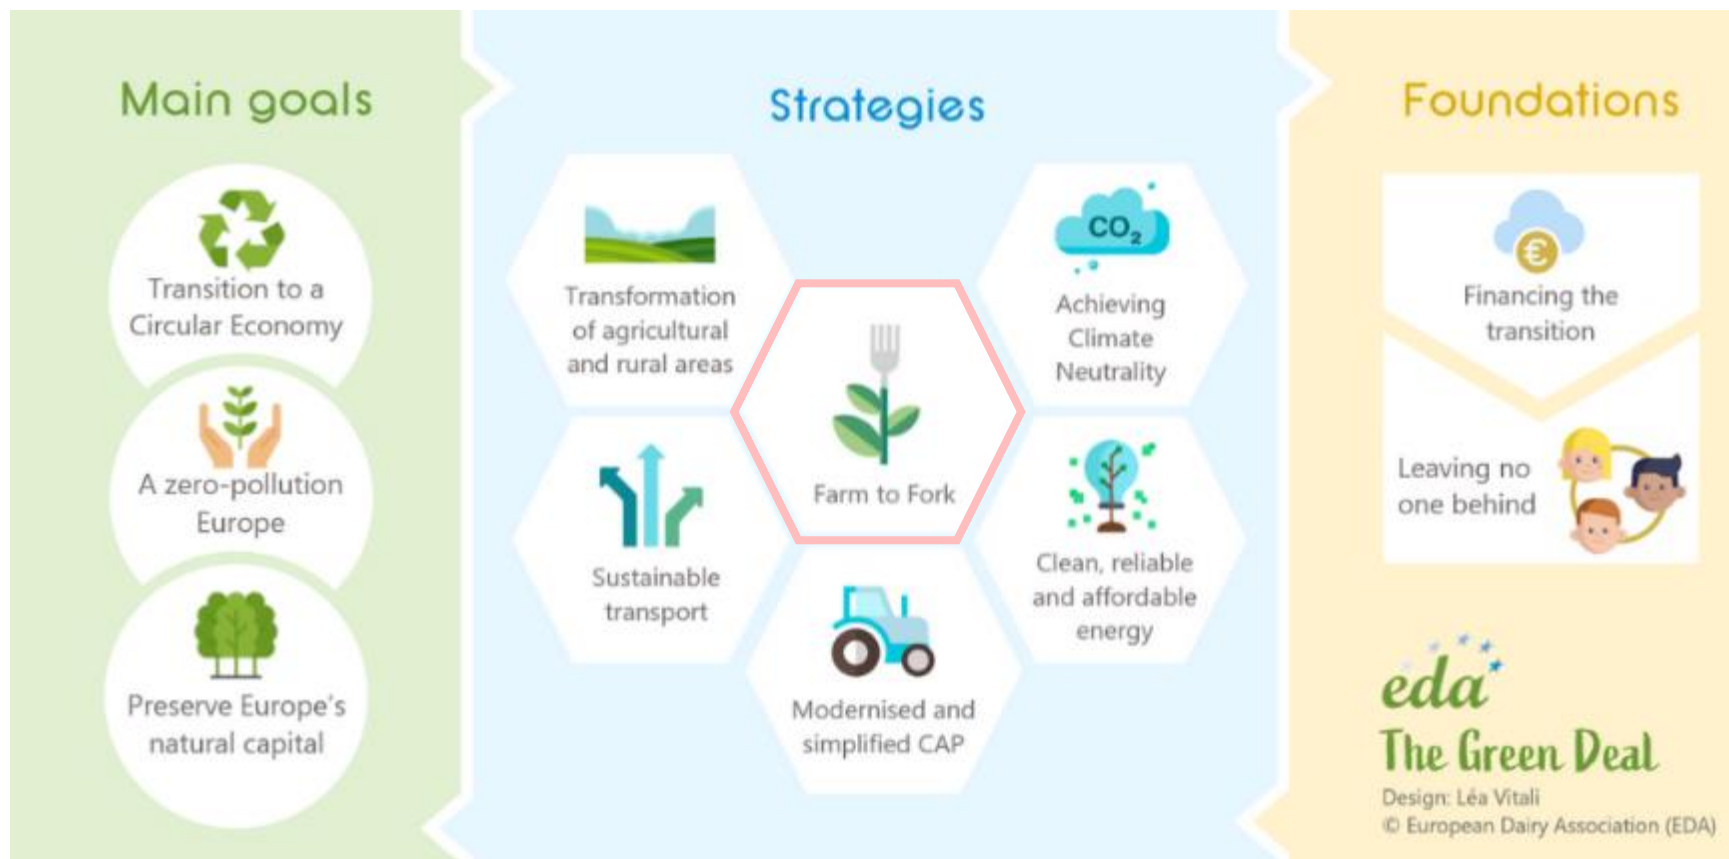 Main goals
Transition to a
Circular Economy
A zero-pollution
Europe
Preserve Europe's
natural capital
Strategies
Transformation
of agricultural
and rural areas
CO₂
Achieving
Climate
Neutrality
Farm to Fork
Sustainable
transport
Clean, reliable
and affordable
energy
Modernised and
simplified CAP
Foundations
€
Financing the
transition
Leaving no
one behind
eda
The Green Deal
Design: Léa Vitali
© European Dairy Association (EDA)